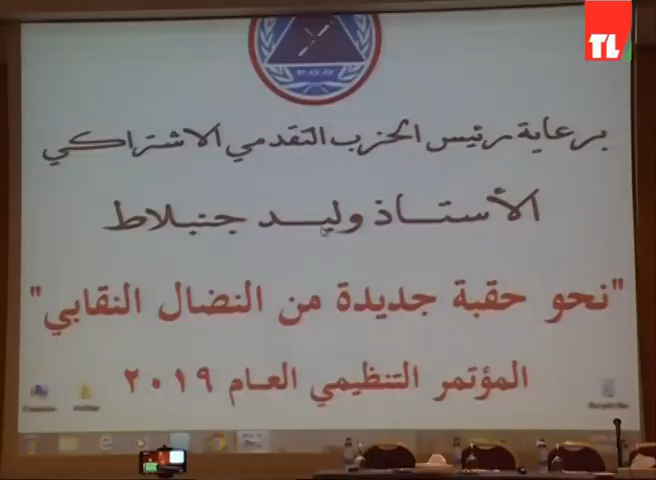 TL
P.G.O
برعاية رئيس الحزب التقدمي الاشتراكي
الأستاذ وليد جنبلاط
"نحو حقبة جديدة من النضال النقابي"
المؤتمر التنظيمي العام ٢٠١٩